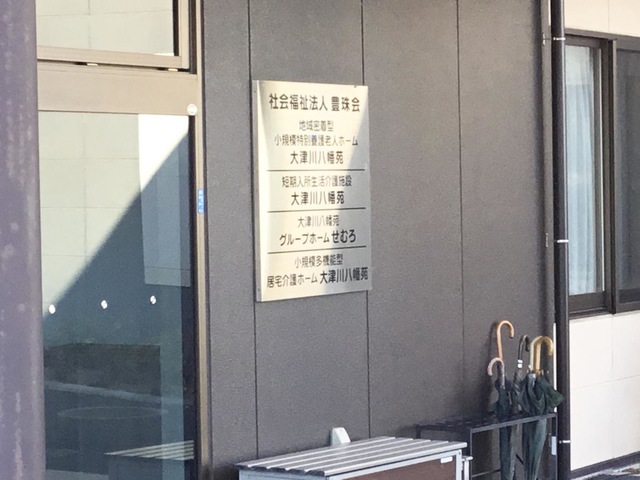 社会福祉法人 豊珠会
地域密着型
小規模特別養護老人ホーム
大津川八幡苑
短期入所生活介護施設
大津川八幡苑
大津川八幡苑
グループホーム せむろ
小規模多機能型
居宅介護ホーム 大津川八幡苑